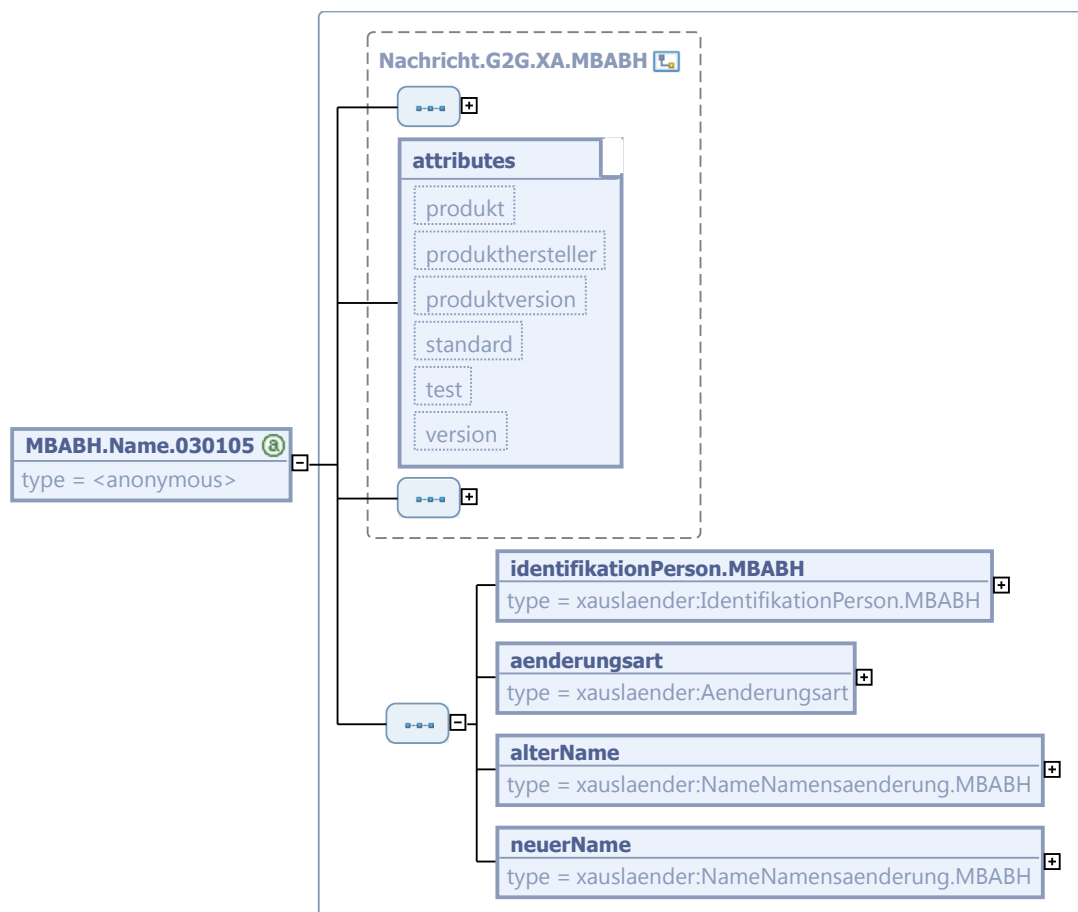 Nachricht.G2G.XA.MBABH
attributes
produkt
produkthersteller
produktversion
standard
test
version
MBABH.Name.030105
type = <anonymous>
identifikationPerson.MBABH
type = xauslaender:IdentifikationPerson.MBABH
aenderungsart
type = xauslaender:Aenderungsart
alterName
type = xauslaender:NameNamensaenderung.MBABH
neuerName
type = xauslaender:NameNamensaenderung.MBABH